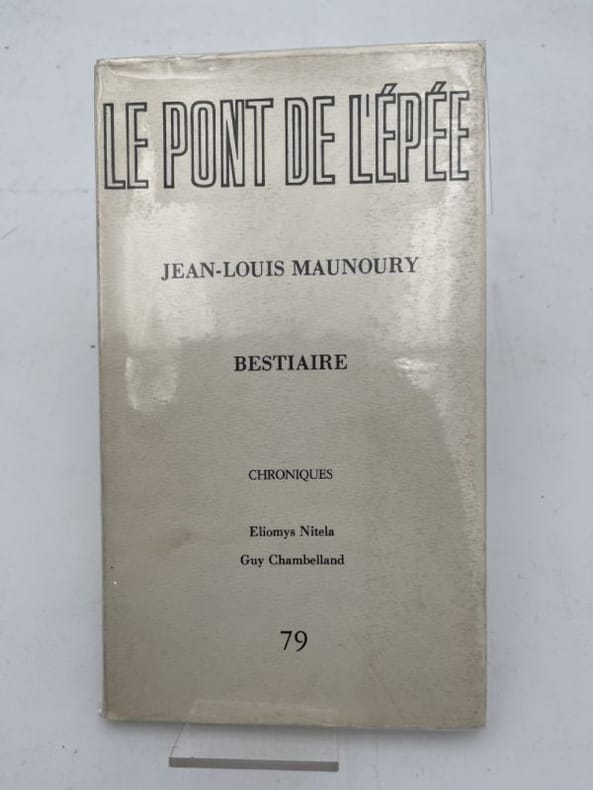 LE PONT DE L'ÉPÉE
JEAN-LOUIS MAUNOURY
BESTIAIRE
CHRONIQUES
Eliomys Nitela
Guy Chambelland
79